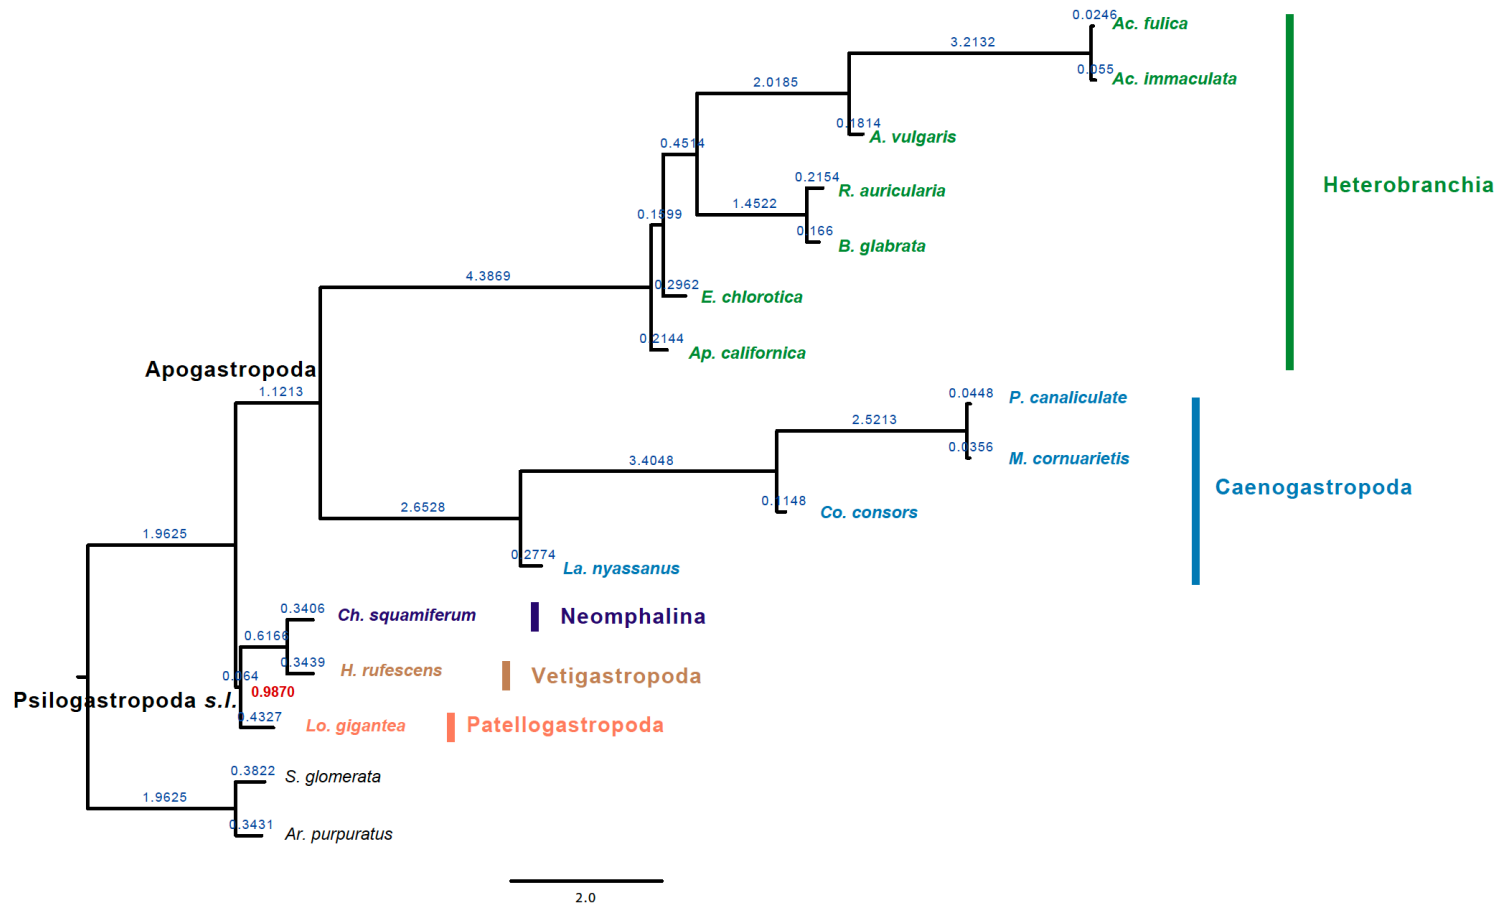 0.0246
Ac. fulica
3.2132
0.055
Ac. immaculata
2.0185
0.1814
A. vulgaris
0.4514
0.2154
R. auricularia
Heterobranchia
1.4522
0.1599
0.166
B. glabrata
4.3869
0.2962
E. chlorotica
0.2144
Ap. californica
Apogastropoda
1.1213
0.0448
P. canaliculate
2.5213
0.0356
M. cornuarietis
3.4048
Caenogastropoda
0.1148
Co. consors
2.6528
1.9625
0.2774
La. nyassanus
0.3406
Ch. squamiferum
Neomphalina
0.6166
0.3439
H. rufescens
Vetigastropoda
0.164
0.9870
Psilogastropoda s.l.
0.4327
Lo. gigantea
Patellogastropoda
0.3822
S. glomerata
1.9625
0.3431
Ar. purpuratus
2.0